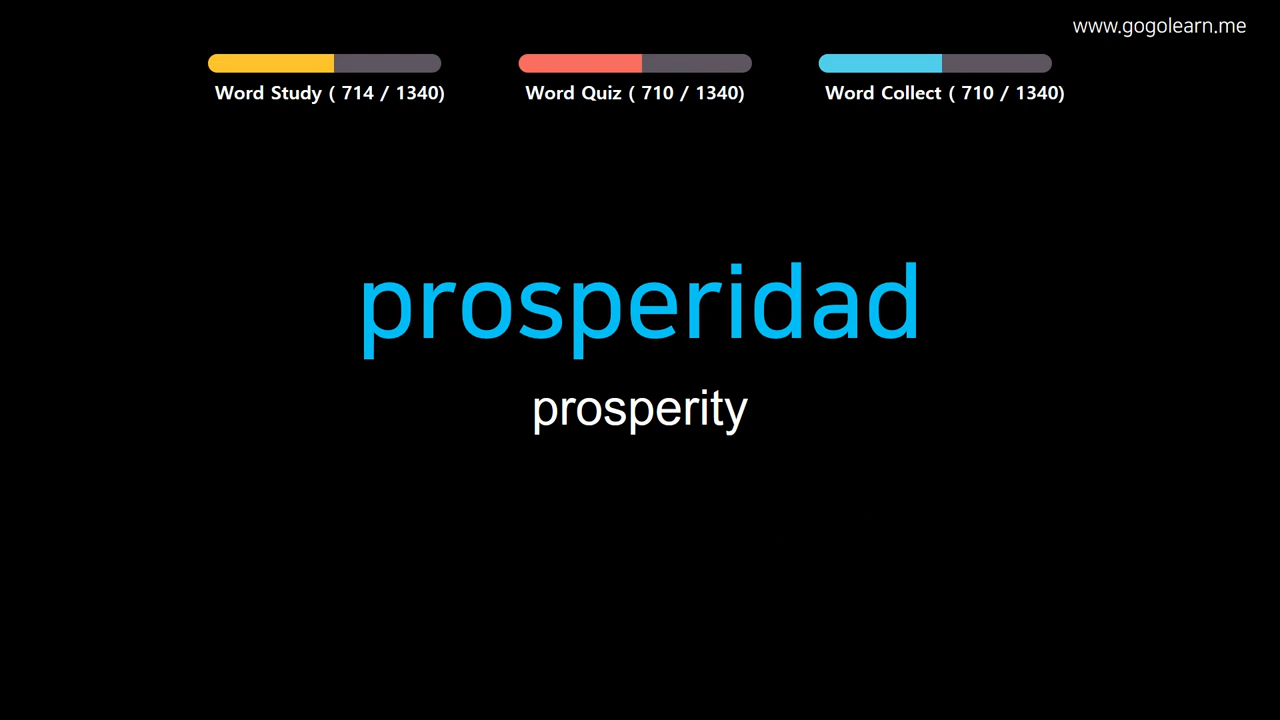 www.gogolearn.me
Word Study ( 714 / 1340)
Word Quiz ( 710 / 1340)
Word Collect ( 710 / 1340)
prosperidad
prosperity